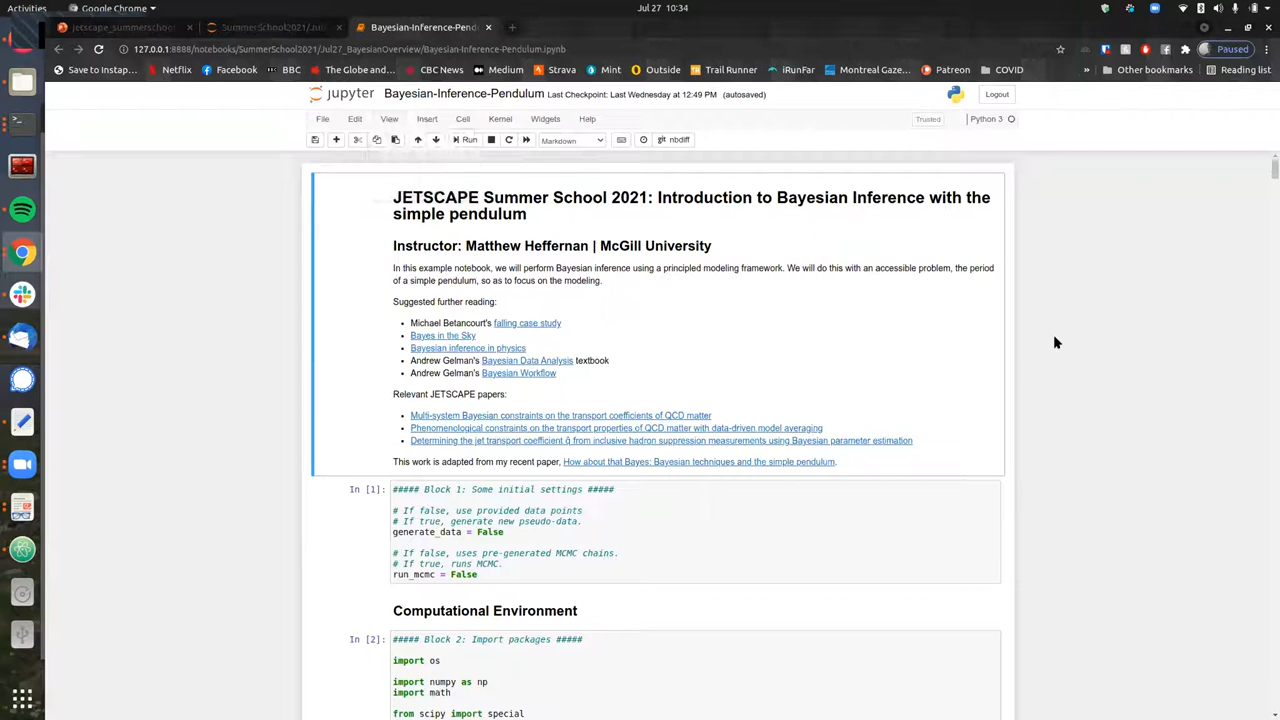 Activities
Google Chrome
Jul 27 10:34
jetscape_summerschool
SummerSchool2021/
Bayesian-Inference-Pend
127.0.0.1:8888/notebooks/SummerSchool2021/Jul27_BayesianOverview/Bayesian-Inference-Pendulum.ipynb
Paused
Save to Instap... Netflix Facebook BBC The Globe and... CBC News Medium Strava Mint Outside Trail Runner iRunFar Montreal Gaze... Patreon COVID » Other bookmarks Reading list
jupyter Bayesian-Inference-Pendulum Last Checkpoint: Last Wednesday at 12:49 PM (autosaved)
Logout
File Edit View Insert Cell Kernel Widgets Help
Trusted Python 3
Run Markdown git nbdiff
JETSCAPE Summer School 2021: Introduction to Bayesian Inference with the
simple pendulum
Instructor: Matthew Heffernan | McGill University
In this example notebook, we will perform Bayesian inference using a principled modeling framework. We will do this with an accessible problem, the period
of a simple pendulum, so as to focus on the modeling.
Suggested further reading:
• Michael Betancourt's falling case study
• Bayes in the Sky
• Bayesian inference in physics
• Andrew Gelman's Bayesian Data Analysis textbook
• Andrew Gelman's Bayesian Workflow
Relevant JETSCAPE papers:
• Multi-system Bayesian constraints on the transport coefficients of QCD matter
• Phenomenological constraints on the transport properties of QCD matter with data-driven model averaging
• Determining the jet transport coefficient q̂ from inclusive hadron suppression measurements using Bayesian parameter estimation
This work is adapted from my recent paper, How about that Bayes: Bayesian techniques and the simple pendulum.
In [1]: ##### Block 1: Some initial settings #####
# If false, use provided data points
# If true, generate new pseudo-data.
generate_data = False
# If false, uses pre-generated MCMC chains.
# If true, runs MCMC.
run_mcmc = False
Computational Environment
In [2]: ##### Block 2: Import packages #####
import os
import numpy as np
import math
from scipy import special